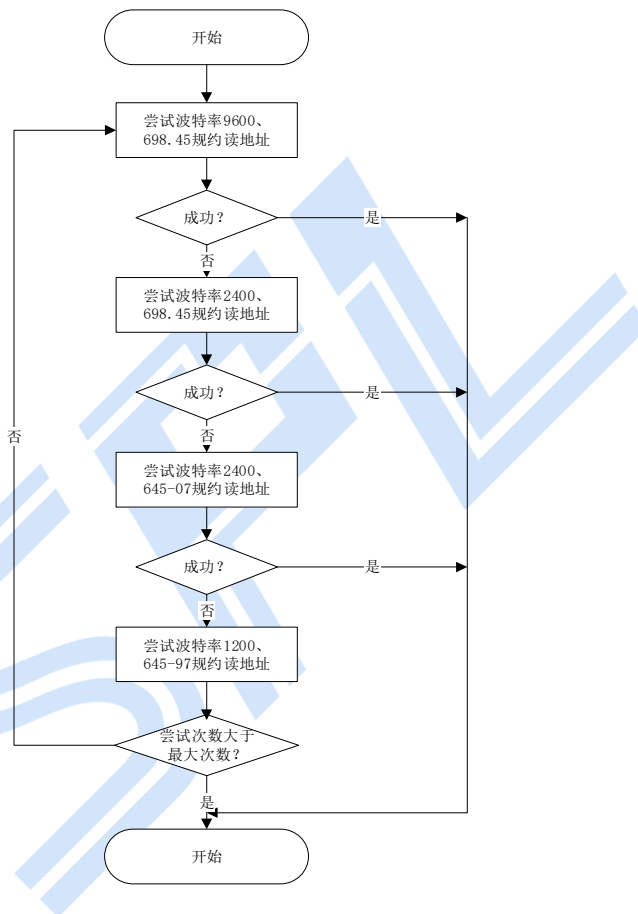 开始
尝试波特率9600、
698.45规约读地址
成功?
是
否
尝试波特率2400、
698.45规约读地址
成功?
是
否
否
尝试波特率2400、
645-07规约读地址
成功?
是
否
尝试波特率1200、
645-97规约读地址
尝试次数大于
最大次数?
是
开始